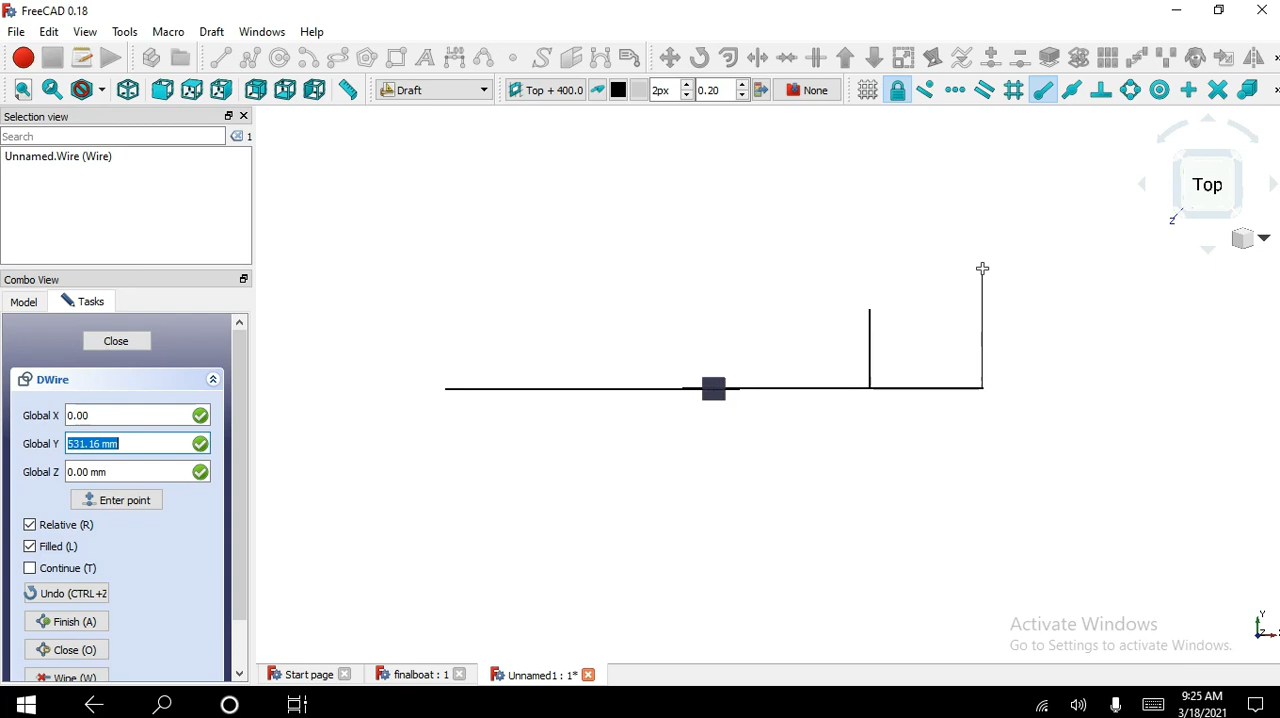 FreeCAD 0.18
File Edit View Tools Macro Draft Windows Help
Draft Top + 400.0 2px 0.20 None
Selection view
Search 1
Unnamed.Wire (Wire)
Combo View
Model Tasks
Close
DWire
Global X 0.00
Global Y 531.16 mm
Global Z 0.00 mm
Enter point
Relative (R)
Filled (L)
Continue (T)
Undo (CTRL+Z
Finish (A)
Close (O)
Wipe (W)
Top
Z
Y
Z
Activate Windows
Go to Settings to activate Windows.
Start page finalboat : 1 Unnamed1 : 1*
9:25 AM
3/18/2021